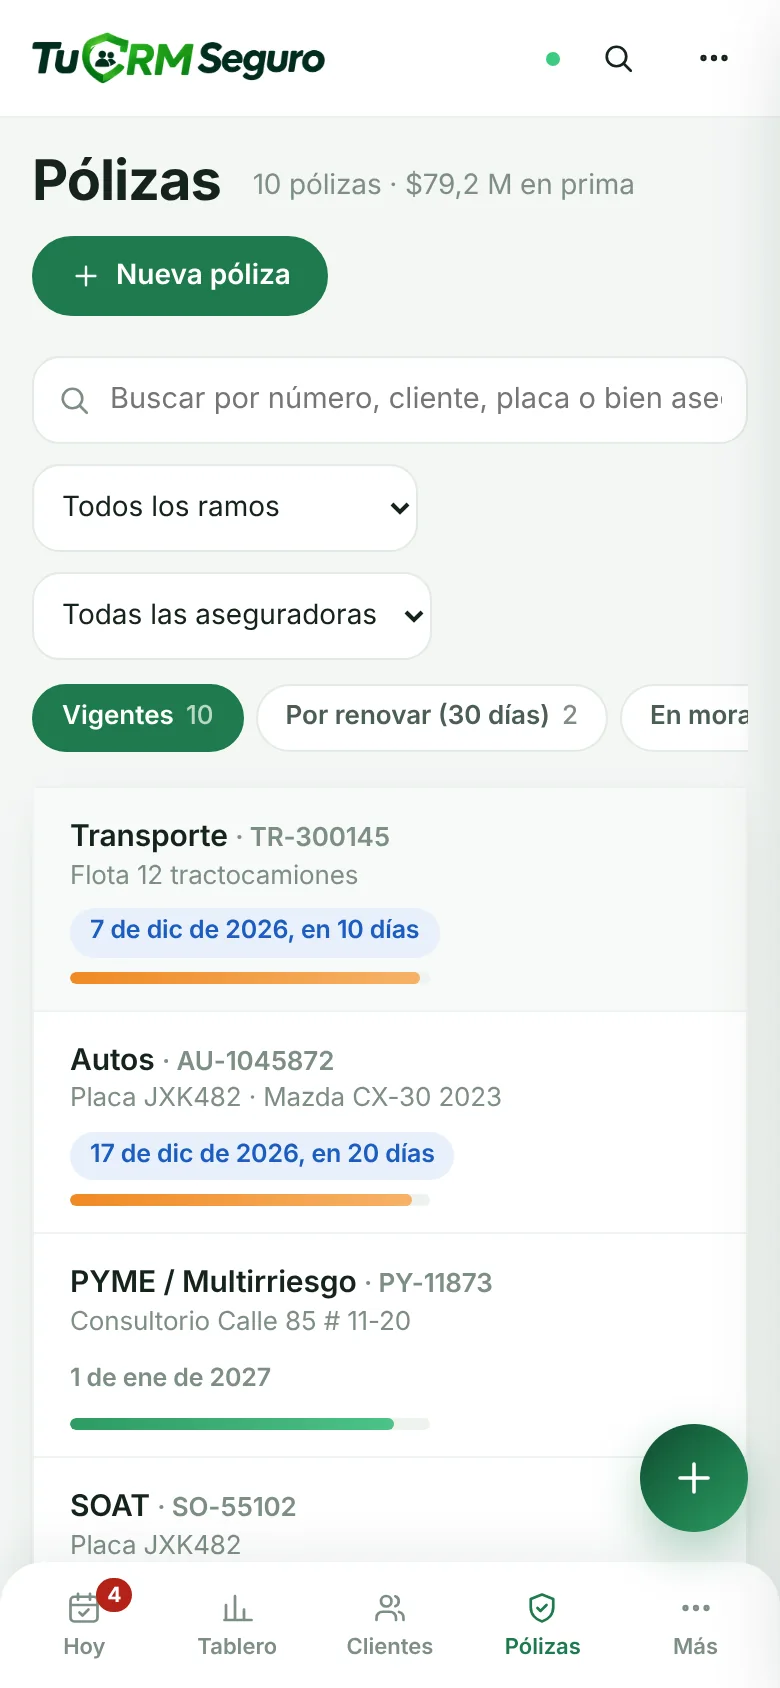 TuCRM Seguro
Pólizas 10 pólizas · $79,2 M en prima
+ Nueva póliza
Buscar por número, cliente, placa o bien ase
Todos los ramos
Todas las aseguradoras
Vigentes 10 Por renovar (30 días) 2 En mora
Transporte · TR-300145
Flota 12 tractocamiones
7 de dic de 2026, en 10 días
Autos · AU-1045872
Placa JXK482 · Mazda CX-30 2023
17 de dic de 2026, en 20 días
PYME / Multirriesgo · PY-11873
Consultorio Calle 85 # 11-20
1 de ene de 2027
SOAT · SO-55102
Placa JXK482
4
Hoy Tablero Clientes Pólizas Más